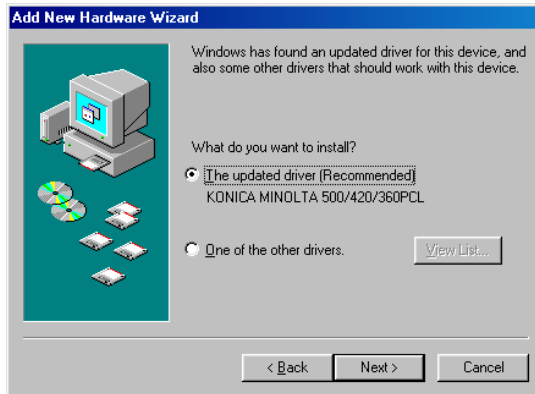 Add New Hardware Wizard
Windows has found an updated driver for this device, and
also some other drivers that should work with this device.
What do you want to install?
The updated driver (Recommended)
KONICA MINOLTA 500/420/360PCL
One of the other drivers.
View List...
< Back
Next >
Cancel